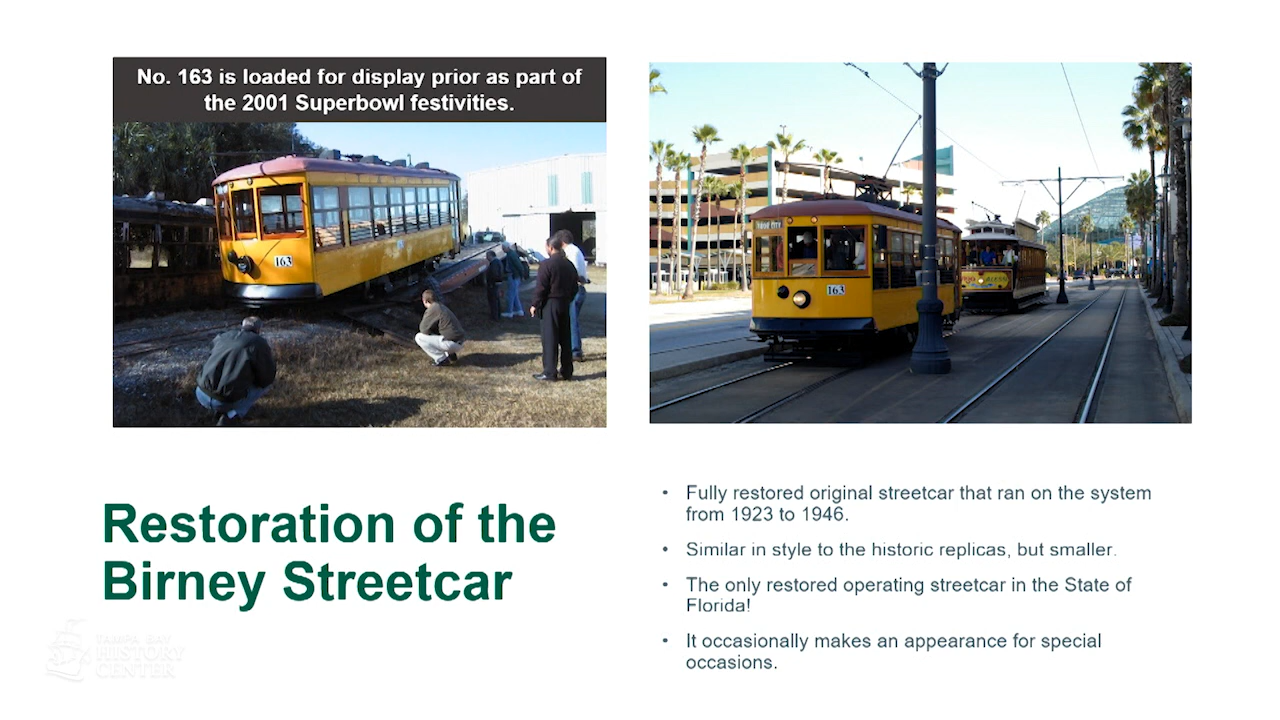 No. 163 is loaded for display prior as part of
the 2001 Superbowl festivities.
163
YBOR CITY
163
Restoration of the
Birney Streetcar
• Fully restored original streetcar that ran on the system
from 1923 to 1946.
• Similar in style to the historic replicas, but smaller.
• The only restored operating streetcar in the State of
Florida!
• It occasionally makes an appearance for special
occasions.
TAMPA BAY
HISTORY
CENTER